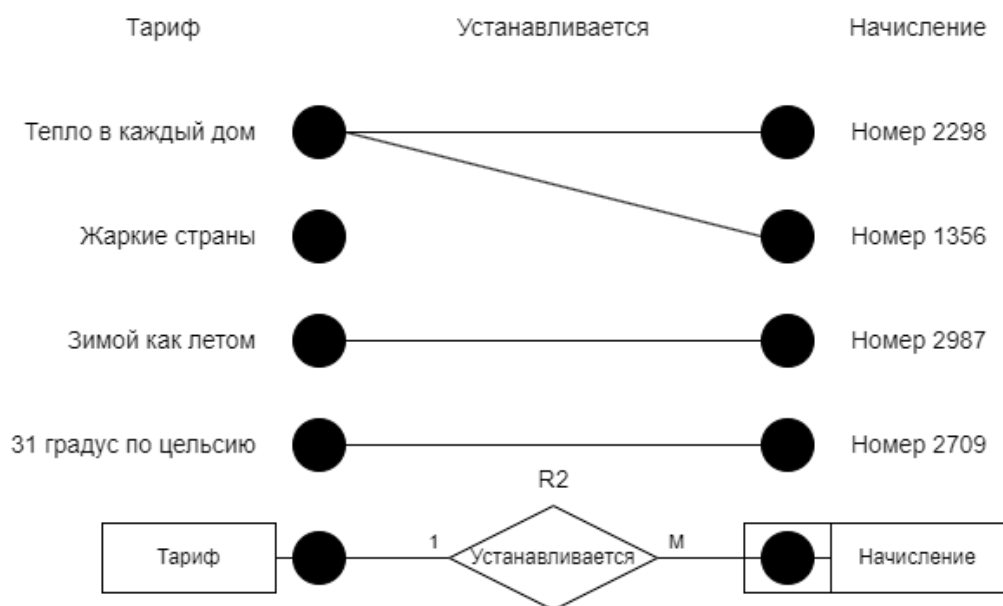 Тариф Устанавливается Начисление
Тепло в каждый дом Номер 2298
Жаркие страны Номер 1356
Зимой как летом Номер 2987
31 градус по цельсию Номер 2709
R2
Тариф 1 Устанавливается M Начисление